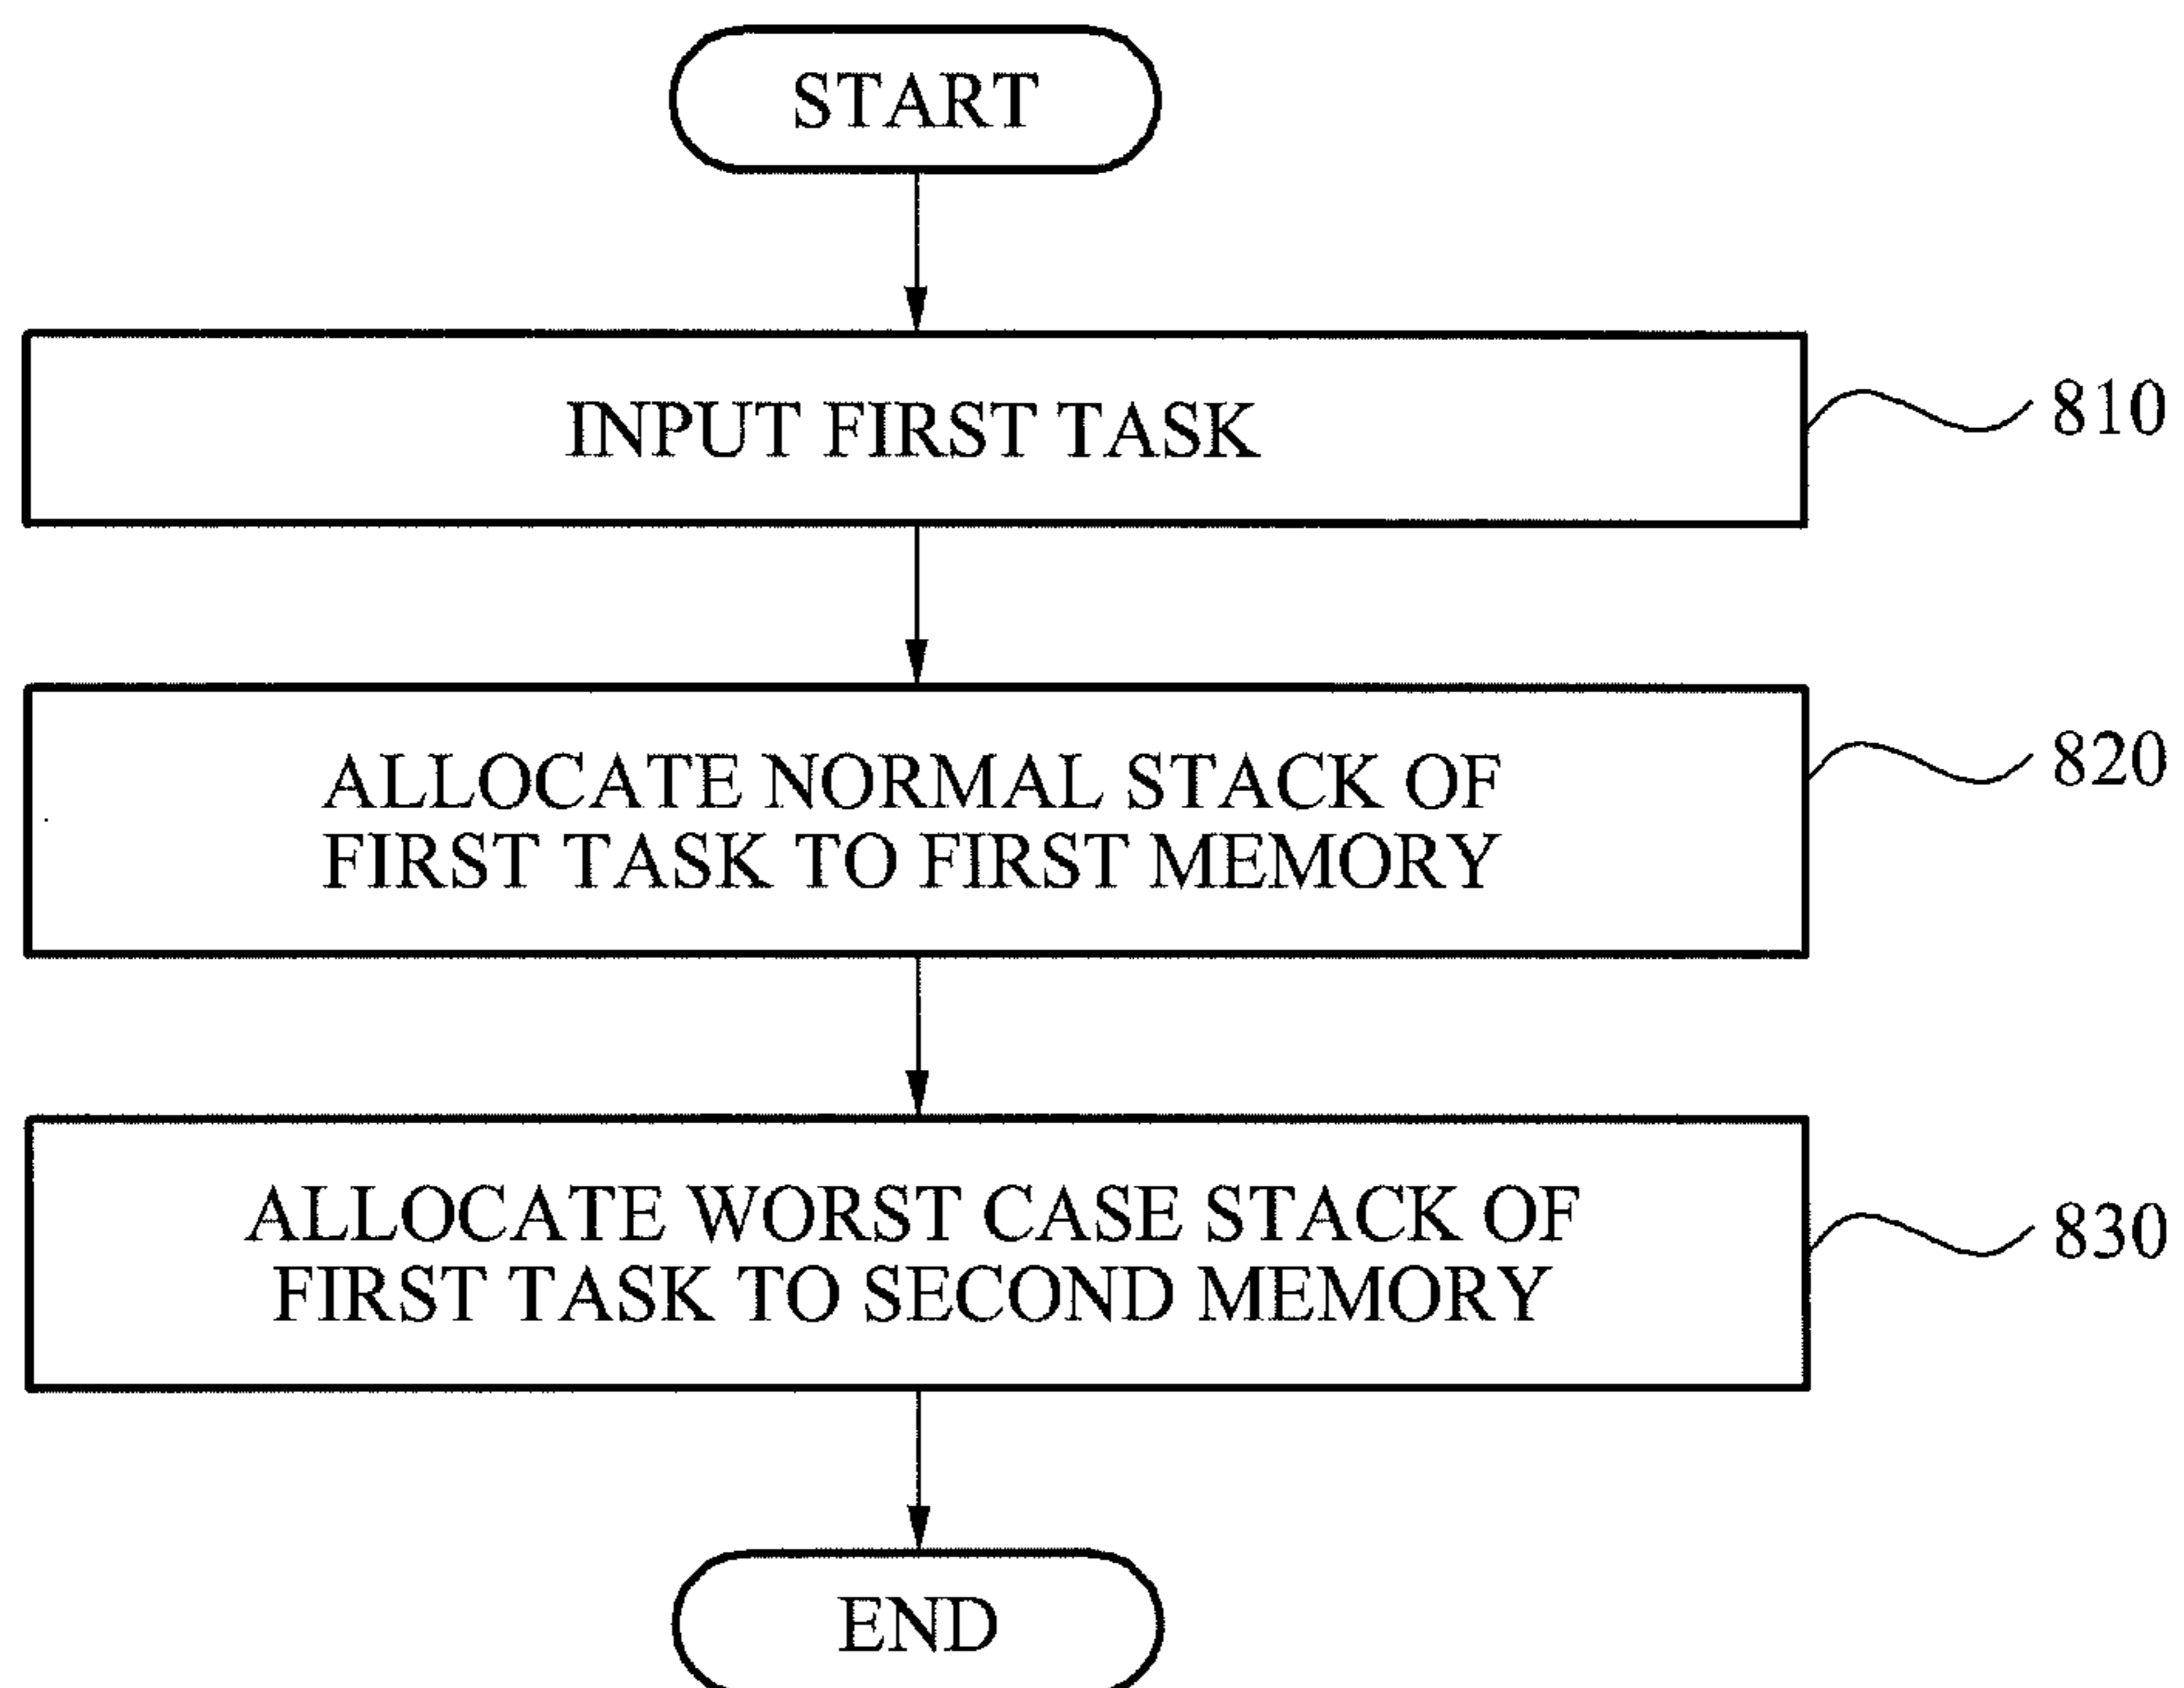 START
INPUT FIRST TASK
810
ALLOCATE NORMAL STACK OF
FIRST TASK TO FIRST MEMORY
820
ALLOCATE WORST CASE STACK OF
FIRST TASK TO SECOND MEMORY
830
END